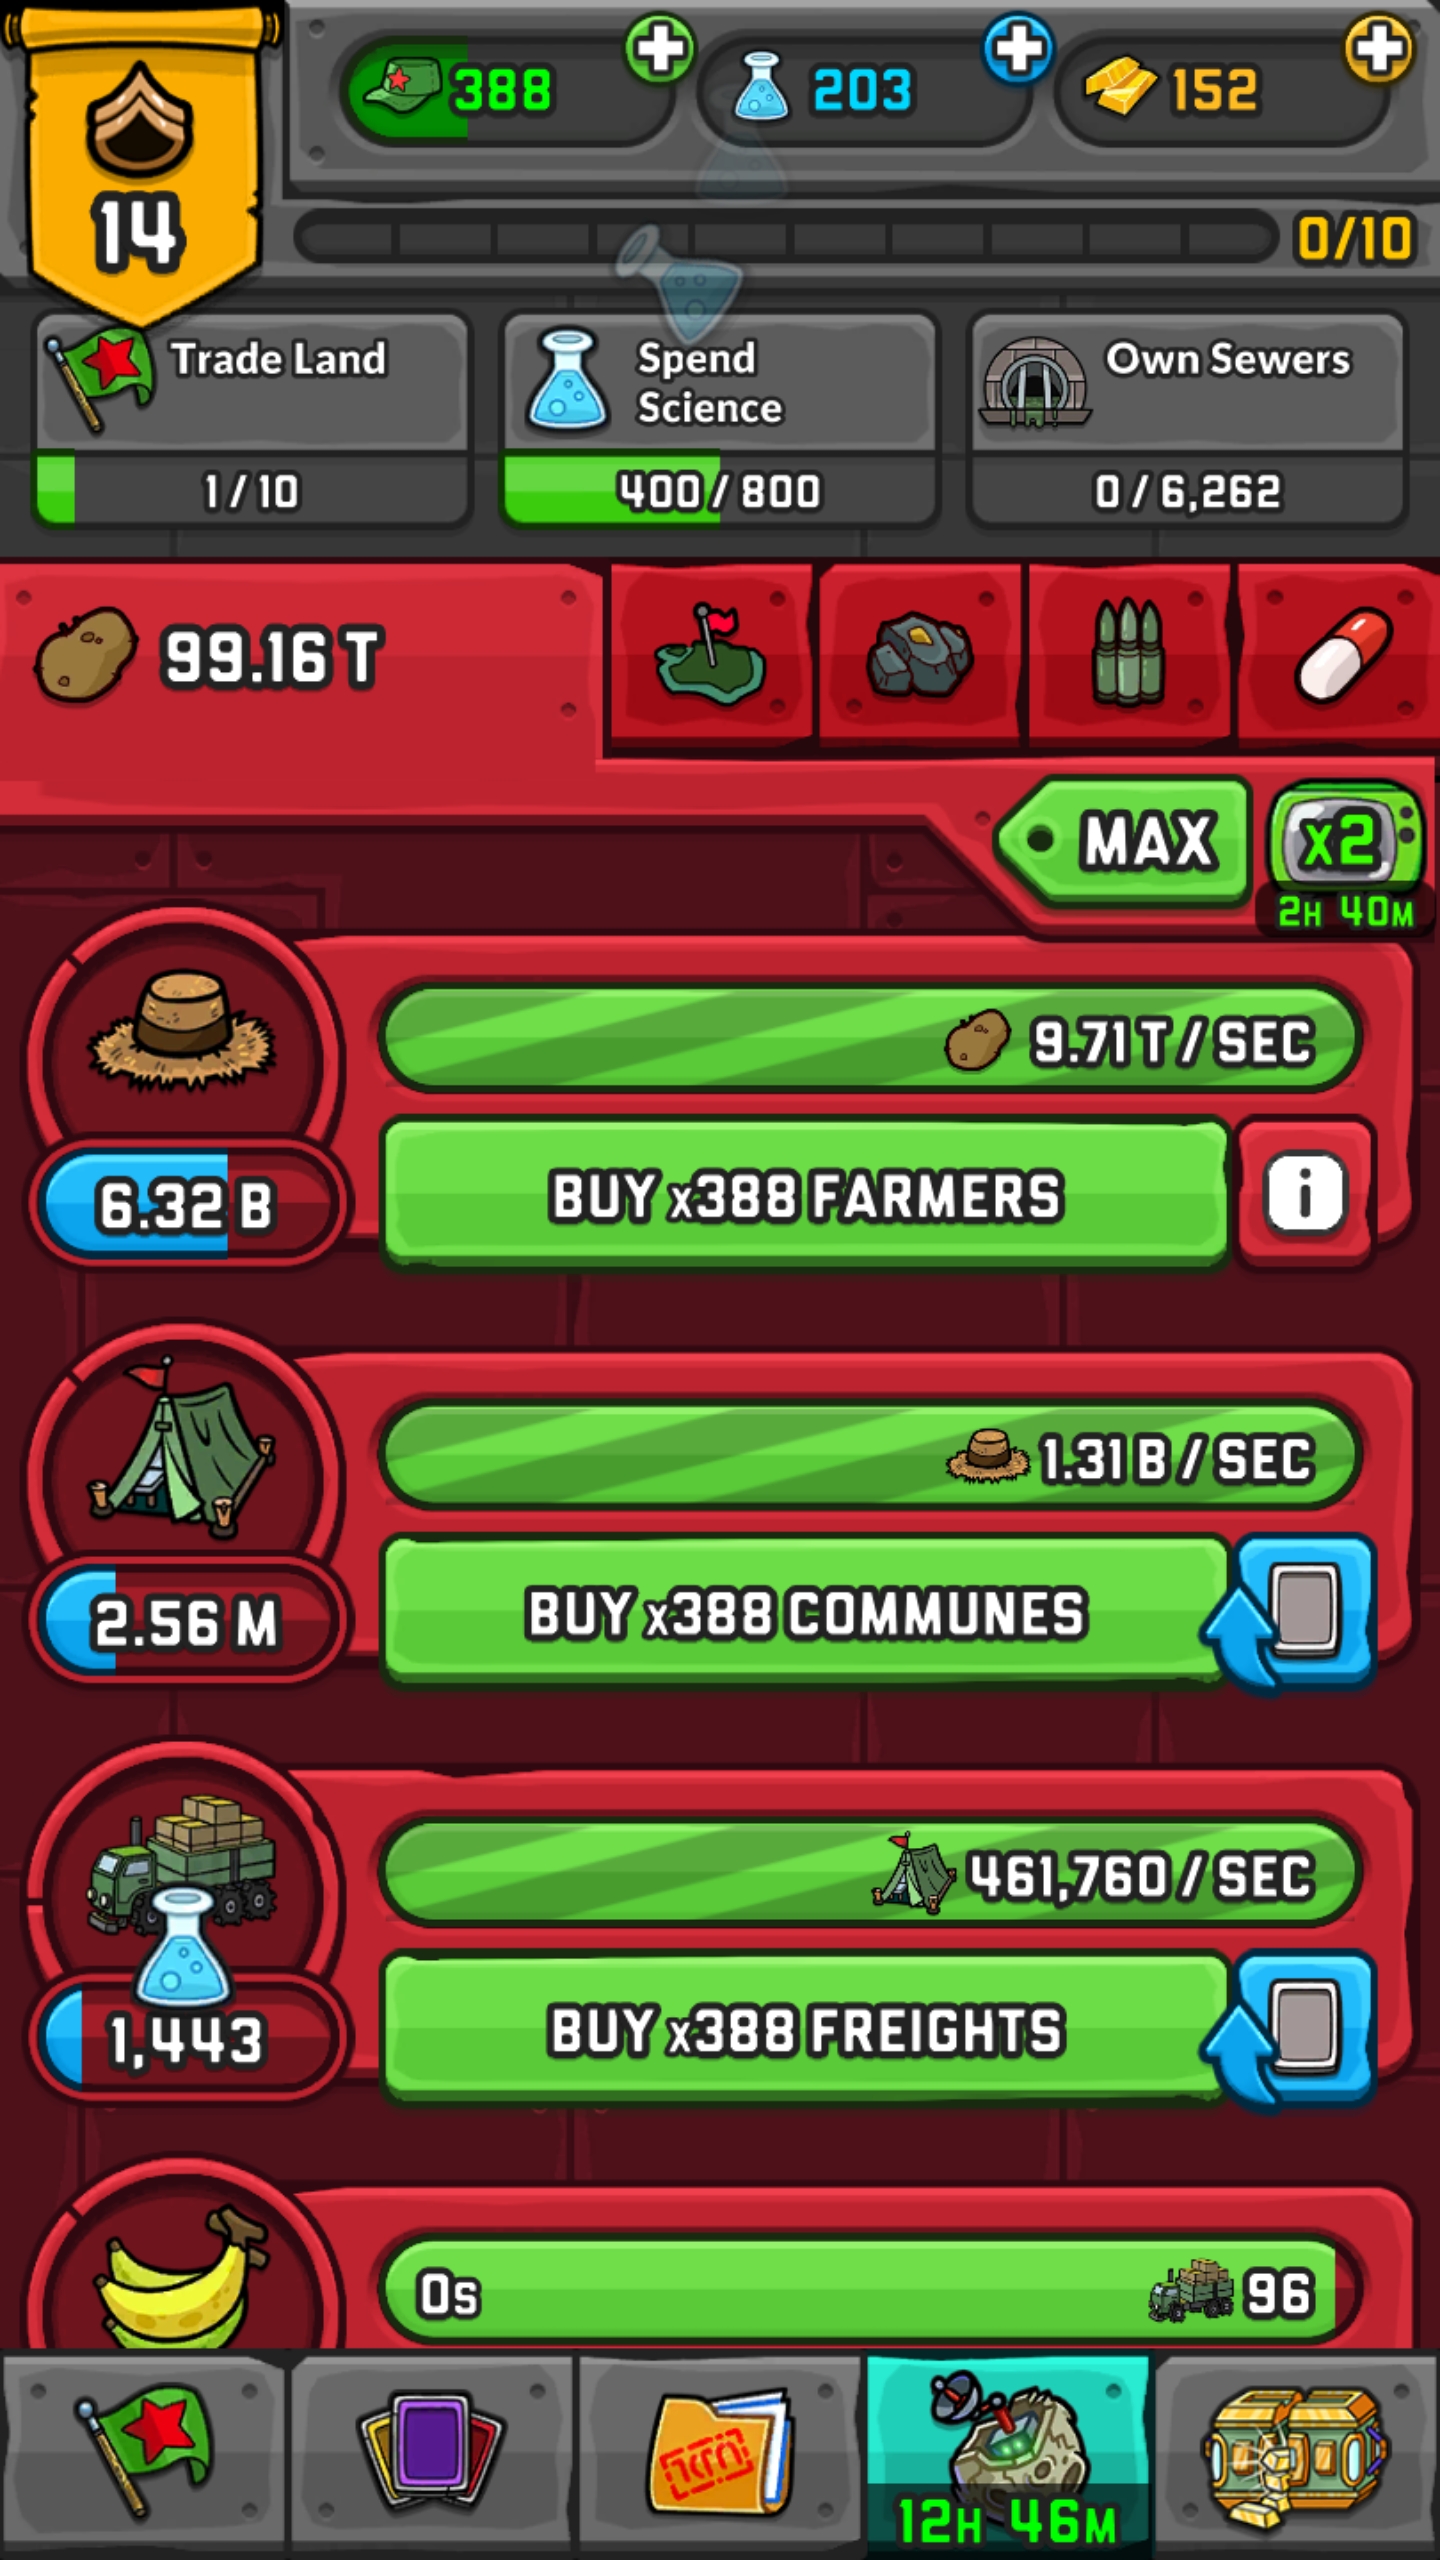 388
203
152
14
0/10
Trade Land
1/10
Spend
Science
400/800
Own Sewers
0/6,262
99.16 T
MAX
x2
2H 40M
9.71 T / SEC
6.32 B
BUY x388 FARMERS
i
1.31 B / SEC
2.56 M
BUY x388 COMMUNES
461,760 / SEC
1,443
BUY x388 FREIGHTS
0s
96
12H 46M